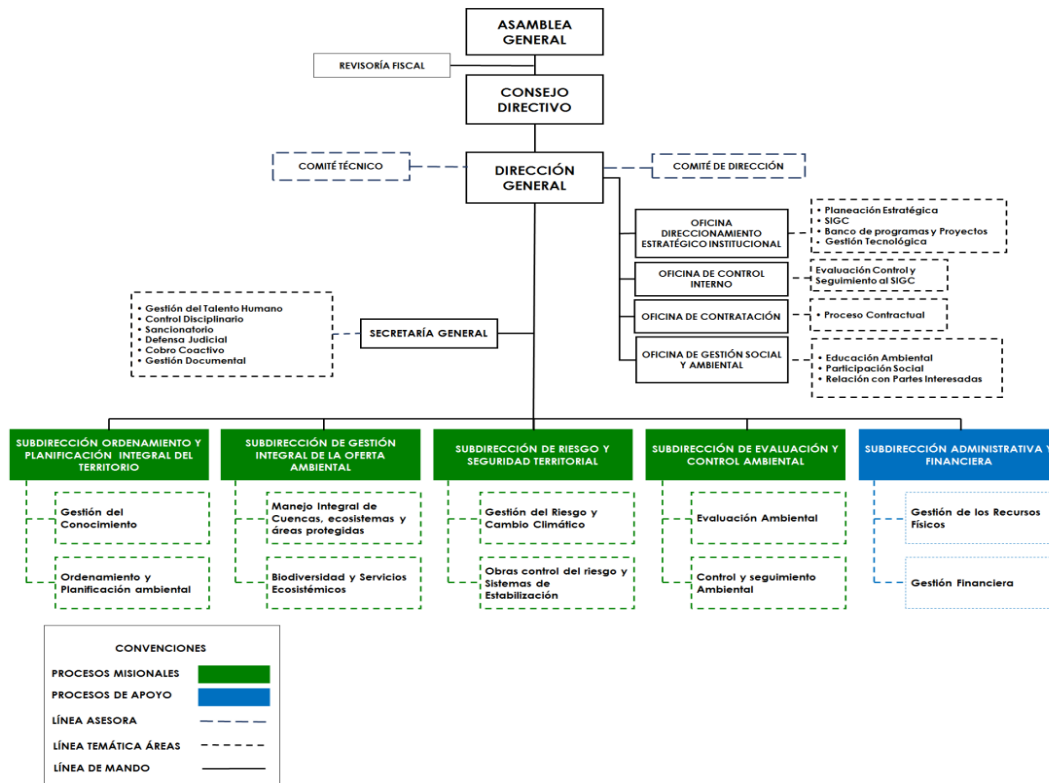 ASAMBLEA
GENERAL
REVISORÍA FISCAL
CONSEJO
DIRECTIVO
COMITÉ TÉCNICO
DIRECCIÓN
GENERAL
COMITÉ DE DIRECCIÓN
OFICINA
DIRECCIONAMIENTO
ESTRATÉGICO INSTITUCIONAL
• Planeación Estratégica
• SIGC
• Banco de programas y Proyectos
• Gestión Tecnológica
OFICINA DE CONTROL
INTERNO
Evaluación Control y
Seguimiento al SIGC
OFICINA DE CONTRATACIÓN
• Proceso Contractual
OFICINA DE GESTIÓN SOCIAL
Y AMBIENTAL
• Educación Ambiental
• Participación Social
• Relación con Partes Interesadas
• Gestión del Talento Humano
• Control Disciplinario
• Sancionatorio
• Defensa Judicial
• Cobro Coactivo
• Gestión Documental
SECRETARÍA GENERAL
SUBDIRECCIÓN ORDENAMIENTO Y
PLANIFICACIÓN INTEGRAL DEL
TERRITORIO
Gestión del
Conocimiento
Ordenamiento y
Planificación ambiental
SUBDIRECCIÓN DE GESTIÓN
INTEGRAL DE LA OFERTA
AMBIENTAL
Manejo Integral de
Cuencas, ecosistemas y
áreas protegidas
Biodiversidad y Servicios
Ecosistémicos
SUBDIRECCIÓN DE RIESGO Y
SEGURIDAD TERRITORIAL
Gestión del Riesgo y
Cambio Climático
Obras control del riesgo y
Sistemas de
Estabilización
SUBDIRECCIÓN DE EVALUACIÓN Y
CONTROL AMBIENTAL
Evaluación Ambiental
Control y seguimiento
Ambiental
SUBDIRECCIÓN ADMINISTRATIVA Y
FINANCIERA
Gestión de los Recursos
Físicos
Gestión Financiera
CONVENCIONES
PROCESOS MISIONALES
PROCESOS DE APOYO
LÍNEA ASESORA
LÍNEA TEMÁTICA ÁREAS
LÍNEA DE MANDO